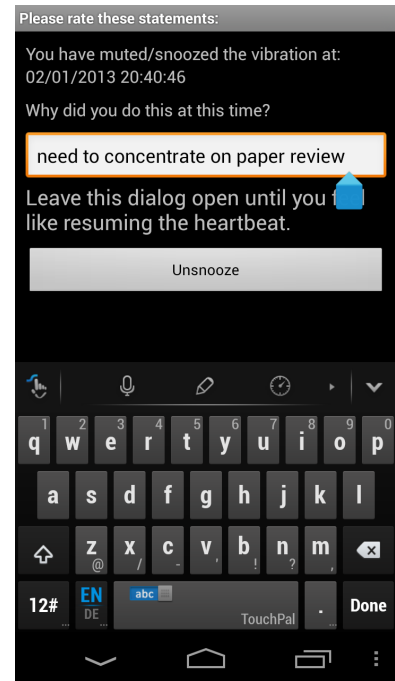 Please rate these statements:
You have muted/snoozed the vibration at:
02/01/2013 20:40:46
Why did you do this at this time?
need to concentrate on paper review
Leave this dialog open until you
like resuming the heartbeat.
Unsnooze
1 2 3 4 5 6 7 8 9 0
q w e r t y u i o p
a s d f g h j k l
z x c v b n m
@ / - ' ! ? ,
12# EN abc . Done
DE TouchPal